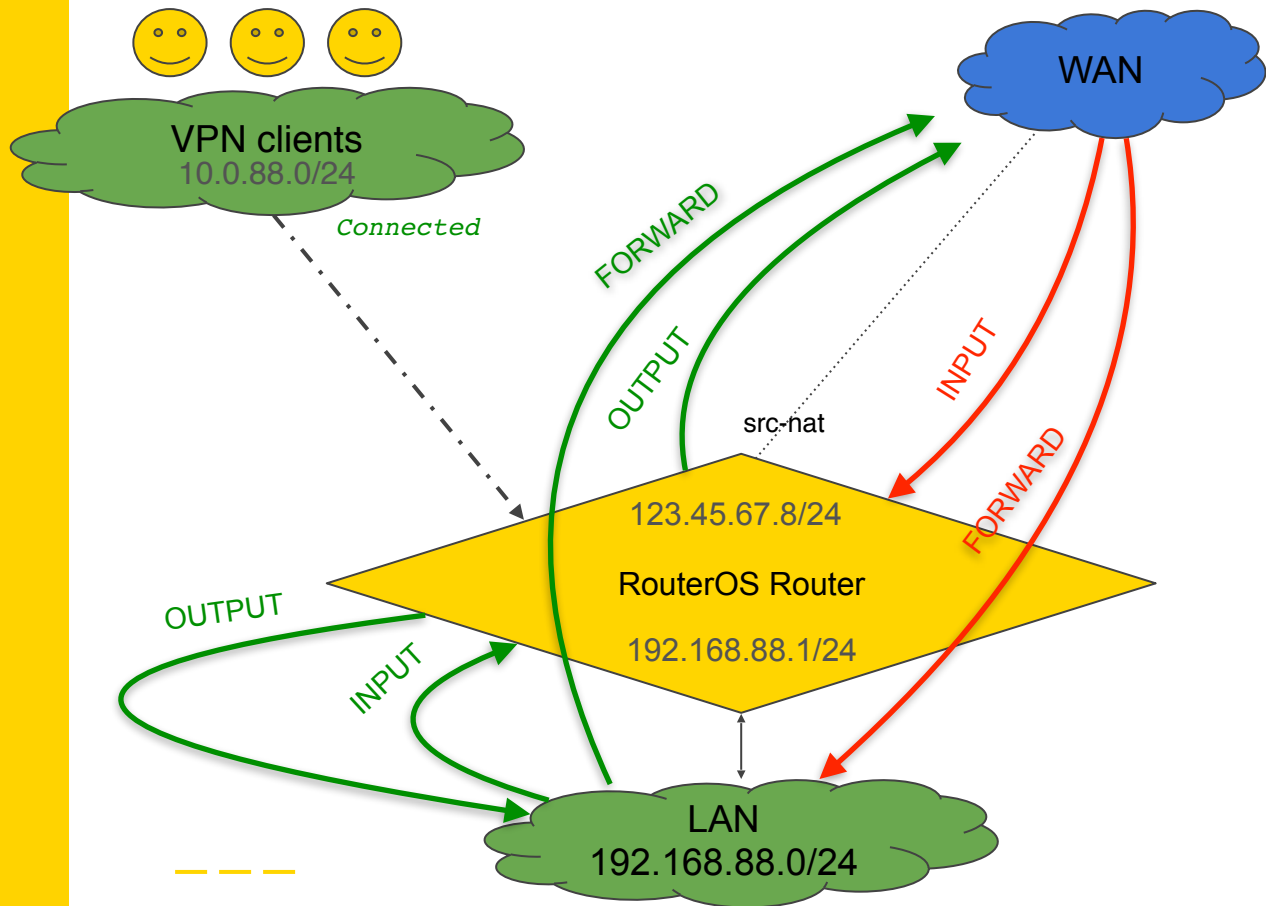 WAN
VPN clients
10.0.88.0/24
Connected
FORWARD
OUTPUT
INPUT
src-nat
FORWARD
123.45.67.8/24
RouterOS Router
OUTPUT
INPUT
192.168.88.1/24
LAN
192.168.88.0/24